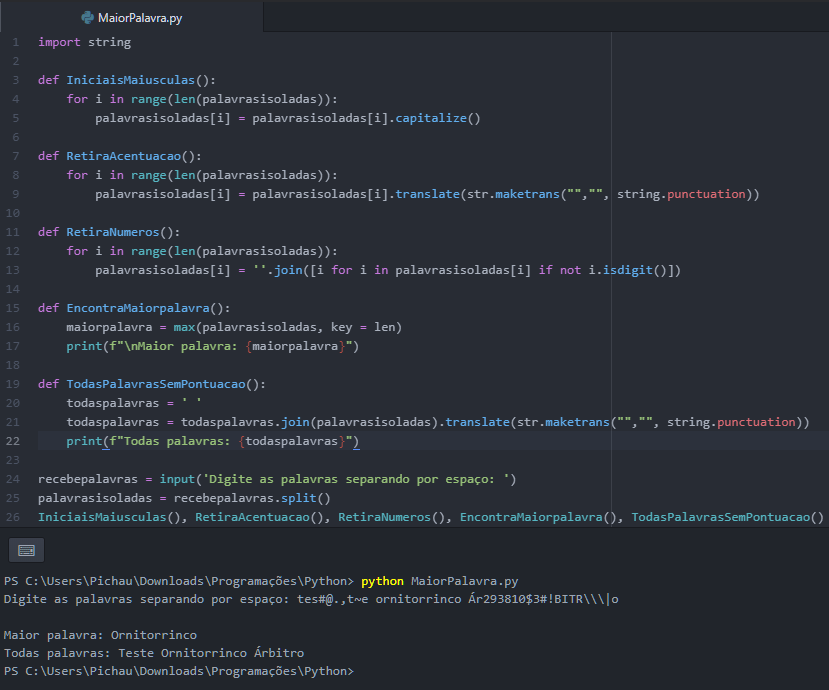 MaiorPalavra.py
1 import string
2
3 def IniciaisMaiusculas():
4     for i in range(len(palavrasisoladas)):
5         palavrasisoladas[i] = palavrasisoladas[i].capitalize()
6
7 def RetiraAcentuacao():
8     for i in range(len(palavrasisoladas)):
9         palavrasisoladas[i] = palavrasisoladas[i].translate(str.maketrans("","", string.punctuation))
10
11 def RetiraNumeros():
12     for i in range(len(palavrasisoladas)):
13         palavrasisoladas[i] = ''.join([i for i in palavrasisoladas[i] if not i.isdigit()])
14
15 def EncontraMaiorpalavra():
16     maiorpalavra = max(palavrasisoladas, key = len)
17     print(f"\nMaior palavra: {maiorpalavra}")
18
19 def TodasPalavrasSemPontuacao():
20     todaspalavras = ' '
21     todaspalavras = todaspalavras.join(palavrasisoladas).translate(str.maketrans("","", string.punctuation))
22     print(f"Todas palavras: {todaspalavras}")
23
24 recebepalavras = input('Digite as palavras separando por espaço: ')
25 palavrasisoladas = recebepalavras.split()
26 IniciaisMaiusculas(), RetiraAcentuacao(), RetiraNumeros(), EncontraMaiorpalavra(), TodasPalavrasSemPontuacao()
PS C:\Users\Pichau\Downloads\Programações\Python> python MaiorPalavra.py
Digite as palavras separando por espaço: tes#@.,t~e ornitorrinco Ár293810$3#!BITR\\\|o
Maior palavra: Ornitorrinco
Todas palavras: Teste Ornitorrinco Árbitro
PS C:\Users\Pichau\Downloads\Programações\Python>